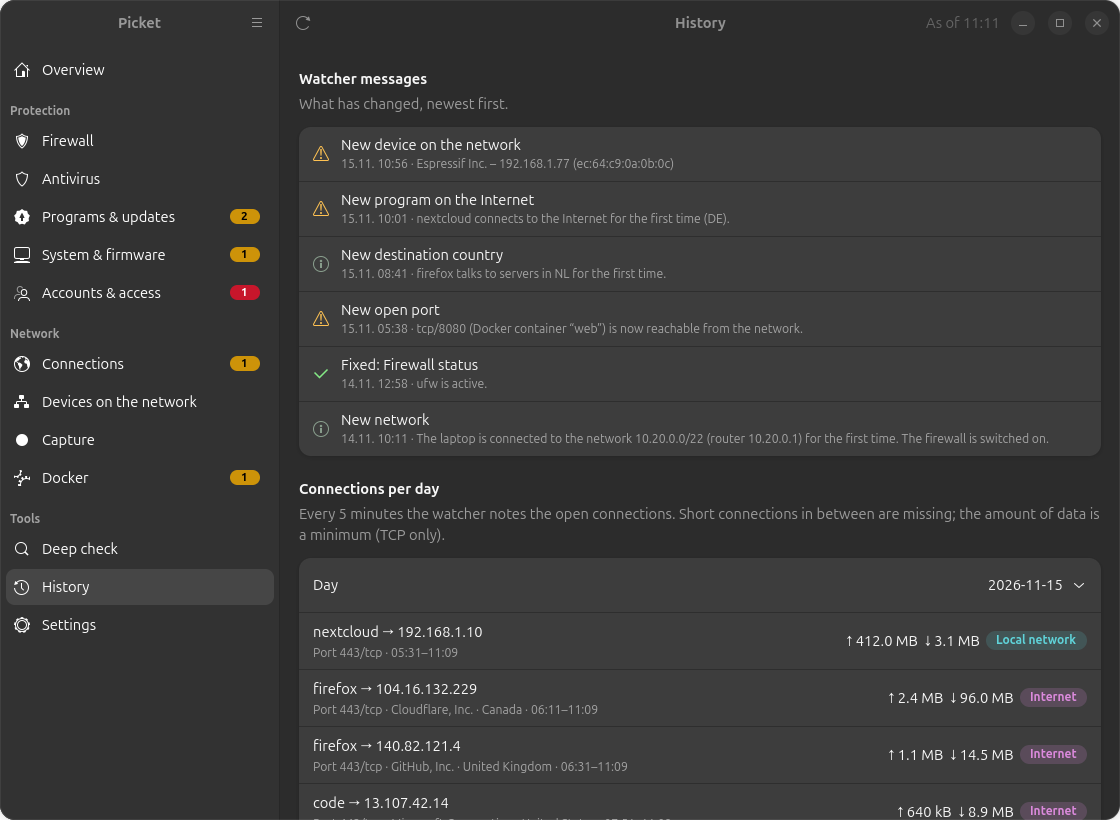 Picket
History
As of 11:11
Overview
Protection
Firewall
Antivirus
Programs & updates 2
System & firmware 1
Accounts & access 1
Network
Connections 1
Devices on the network
Capture
Docker 1
Tools
Deep check
History
Settings
Watcher messages
What has changed, newest first.
New device on the network
15.11. 10:56 · Espressif Inc. – 192.168.1.77 (ec:64:c9:0a:0b:0c)
New program on the Internet
15.11. 10:01 · nextcloud connects to the Internet for the first time (DE).
New destination country
15.11. 08:41 · firefox talks to servers in NL for the first time.
New open port
15.11. 05:38 · tcp/8080 (Docker container “web”) is now reachable from the network.
Fixed: Firewall status
14.11. 12:58 · ufw is active.
New network
14.11. 10:11 · The laptop is connected to the network 10.20.0.0/22 (router 10.20.0.1) for the first time. The firewall is switched on.
Connections per day
Every 5 minutes the watcher notes the open connections. Short connections in between are missing; the amount of data is
a minimum (TCP only).
Day 2026-11-15
nextcloud → 192.168.1.10
Port 443/tcp · 05:31–11:09
↑ 412.0 MB ↓ 3.1 MB Local network
firefox → 104.16.132.229
Port 443/tcp · Cloudflare, Inc. · Canada · 06:11–11:09
↑ 2.4 MB ↓ 96.0 MB Internet
firefox → 140.82.121.4
Port 443/tcp · GitHub, Inc. · United Kingdom · 06:31–11:09
↑ 1.1 MB ↓ 14.5 MB Internet
code → 13.107.42.14
↑ 640 kB ↓ 8.9 MB Internet